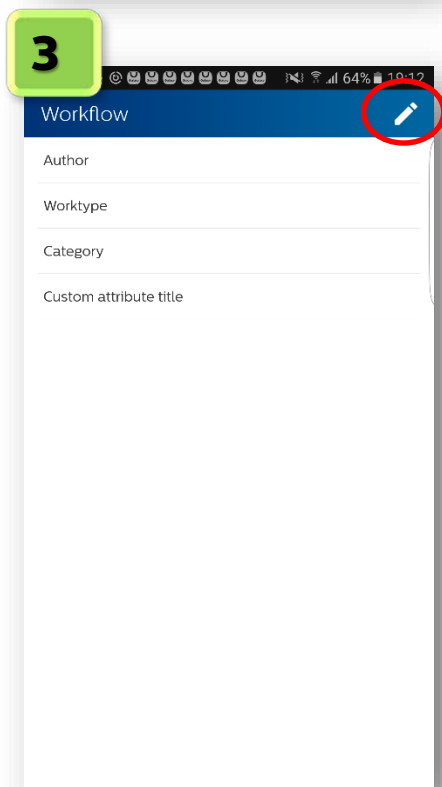 3
64% 19:12
Workflow
Author
Worktype
Category
Custom attribute title